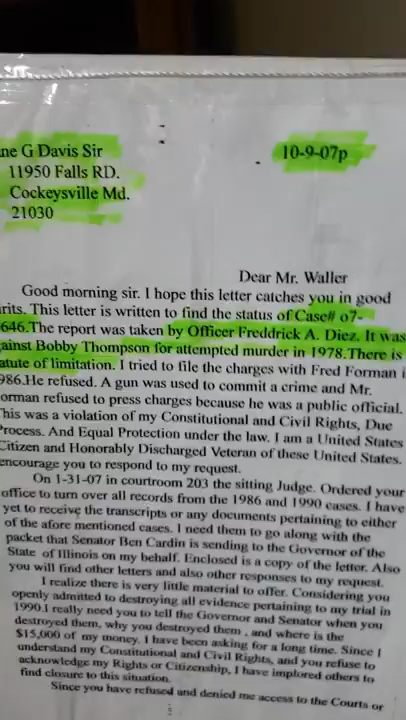 ne G Davis Sir
10-9-07p
11950 Falls RD.
Cockeysville Md.
21030
Dear Mr. Waller
Good morning sir. I hope this letter catches you in good
rits. This letter is written to find the status of Case# o7-
646.The report was taken by Officer Freddrick A. Diez. It was
gainst Bobby Thompson for attempted murder in 1978.There is
atute of limitation. I tried to file the charges with Fred Forman i
986.He refused. A gun was used to commit a crime and Mr.
orman refused to press charges because he was a public official.
This was a violation of my Constitutional and Civil Rights, Due
Process. And Equal Protection under the law. I am a United States
Citizen and Honorably Discharged Veteran of these United States.
encourage you to respond to my request.
On 1-31-07 in courtroom 203 the sitting Judge. Ordered your
office to turn over all records from the 1986 and 1990 cases. I have
yet to receive the transcripts or any documents pertaining to either
of the afore mentioned cases. I need them to go along with the
packet that Senator Ben Cardin is sending to the Governor of the
State of Illinois on my behalf. Enclosed is a copy of the letter. Also
you will find other letters and also other responses to my request.
I realize there is very little material to offer. Considering you
openly admitted to destroying all evidence pertaining to my trial in
1990.I really need you to tell the Governor and Senator when you
destroyed them, why you destroyed them , and where is the
$15,000 of my money. I have been asking for a long time. Since I
understand my Constitutional and Civil Rights, and you refuse to
acknowledge my Rights or Citizenship, I have implored others to
find closure to this situation.
Since you have refused and denied me access to the Courts or